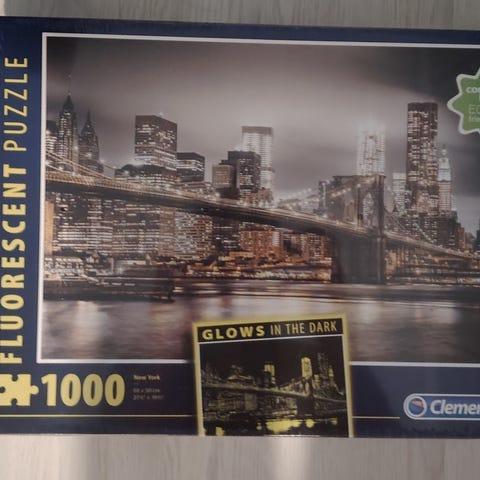 FLUORESCENT PUZZLE
GLOWS IN THE DARK
1000
New York
Clemen